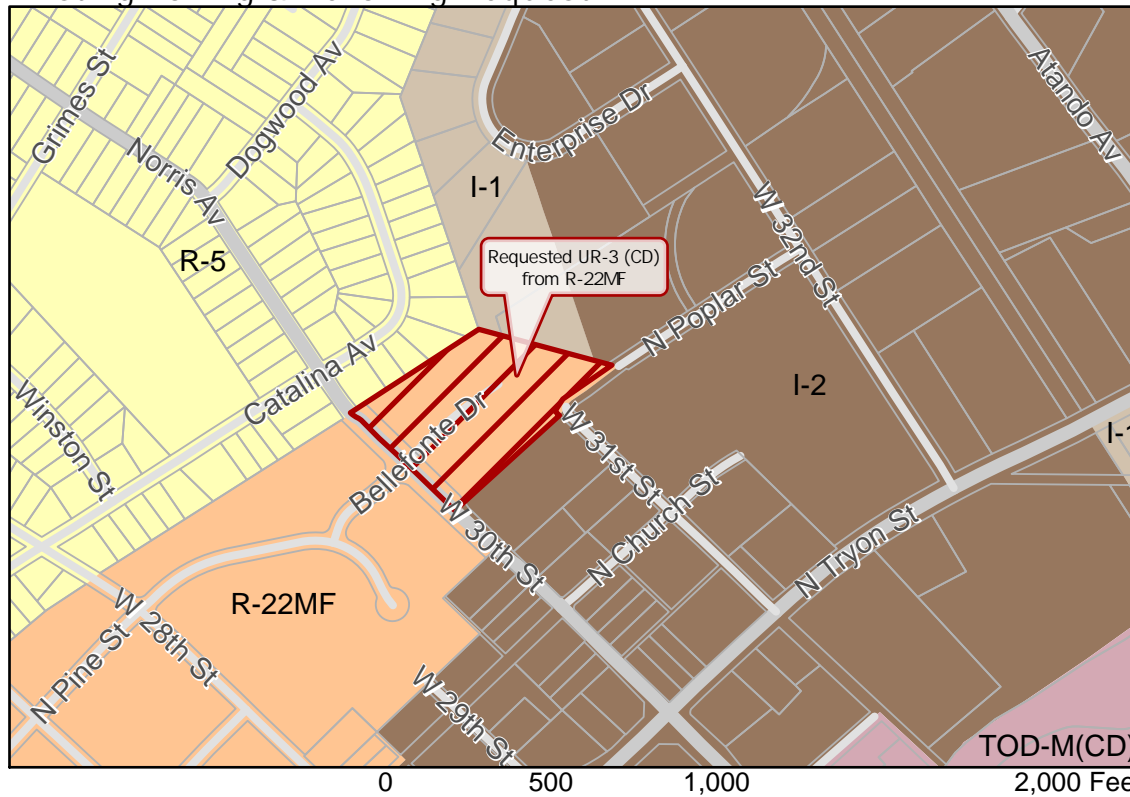 Grimes St
Dogwood Av
Norris Av
Enterprise Dr
Atando Av
I-1
W 32nd St
R-5
Requested UR-3 (CD)
from R-22MF
N Poplar St
Catalina Av
I-2
Winston St
Bellefonte Dr
W 31st St
I-1
W 30th St
N Church St
N Tryon St
R-22MF
W 28th St
N Pine St
W 29th St
TOD-M(CD)
0 500 1,000 2,000 Fee